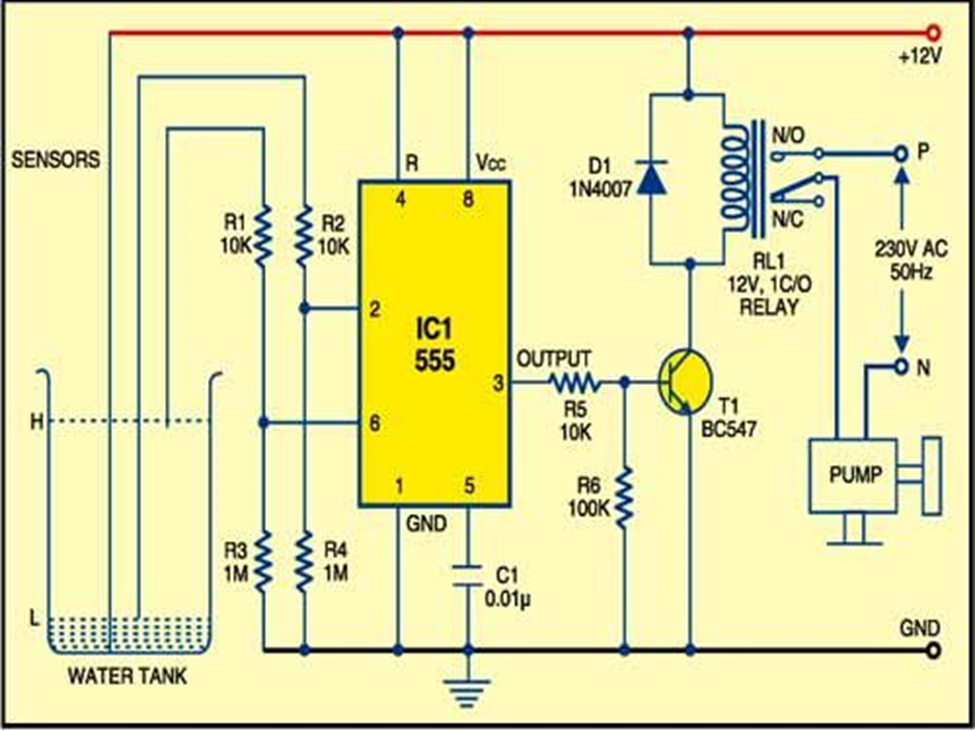 +12V
SENSORS
R
VCC
4
8
R1
10K
R2
10K
D1
1N4007
N/O
P
N/C
RL1
12V, 1C/O
RELAY
230V AC
50Hz
2
IC1
555
OUTPUT
3
R5
10K
T1
BC547
N
H
6
PUMP
1
5
GND
R6
100K
R3
1M
R4
1M
C1
0.01µ
L
GND
WATER TANK